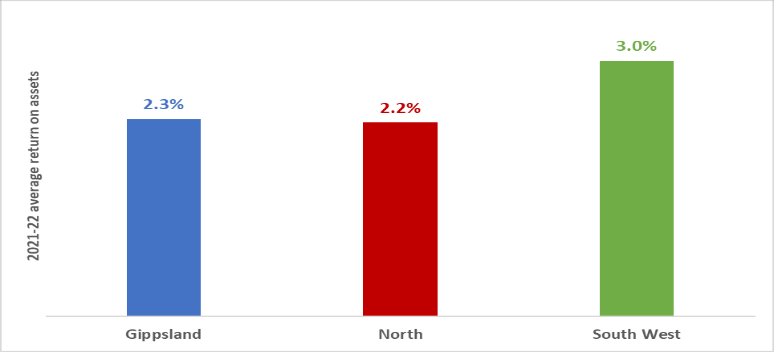 3.0%
2.3%
2.2%
2021-22 average return on assets
Gippsland
North
South West